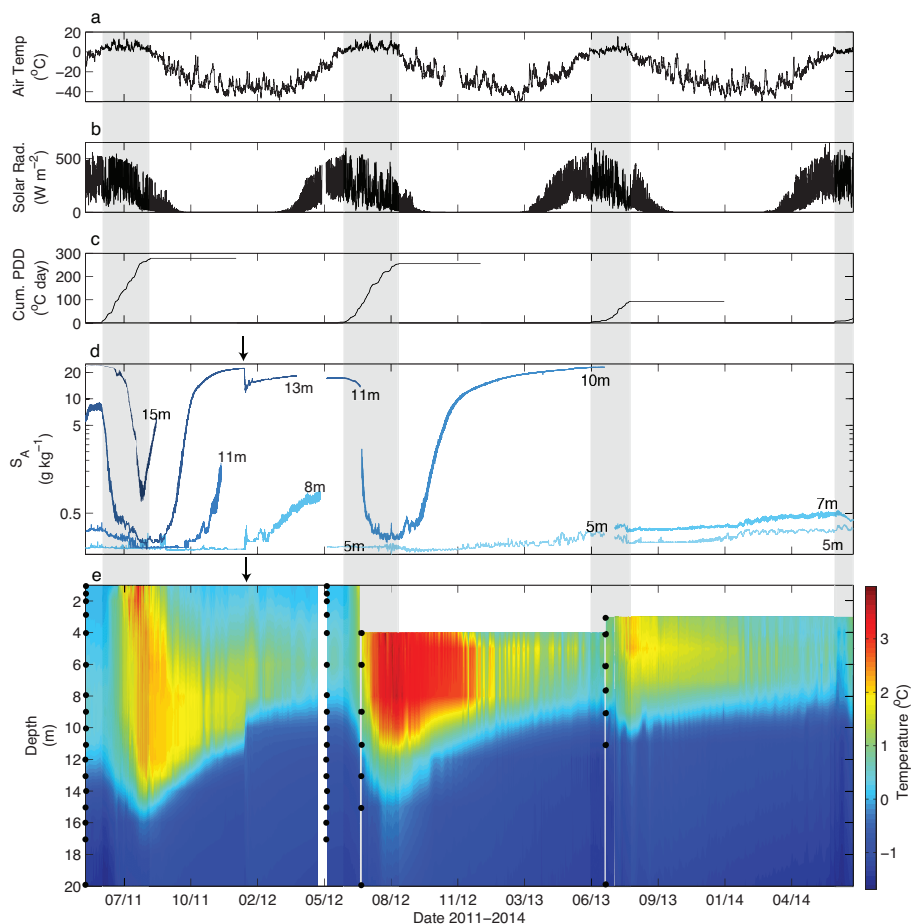 a
20
0
−20
−40
Air Temp
(°C)
b
500
0
Solar Rad.
(W m−2)
c
300
200
100
0
Cum. PDD
(°C day)
d
20
10
5
0.5
SA
(g kg−1)
15m
11m
13m
8m
11m
5m
10m
5m
7m
5m
e
2
4
6
8
10
12
14
16
18
20
Depth
(m)
07/11 10/11 02/12 05/12 08/12 11/12 03/13 06/13 09/13 01/14 04/14
Date 2011−2014
3
2
1
0
−1
Temperature (°C)